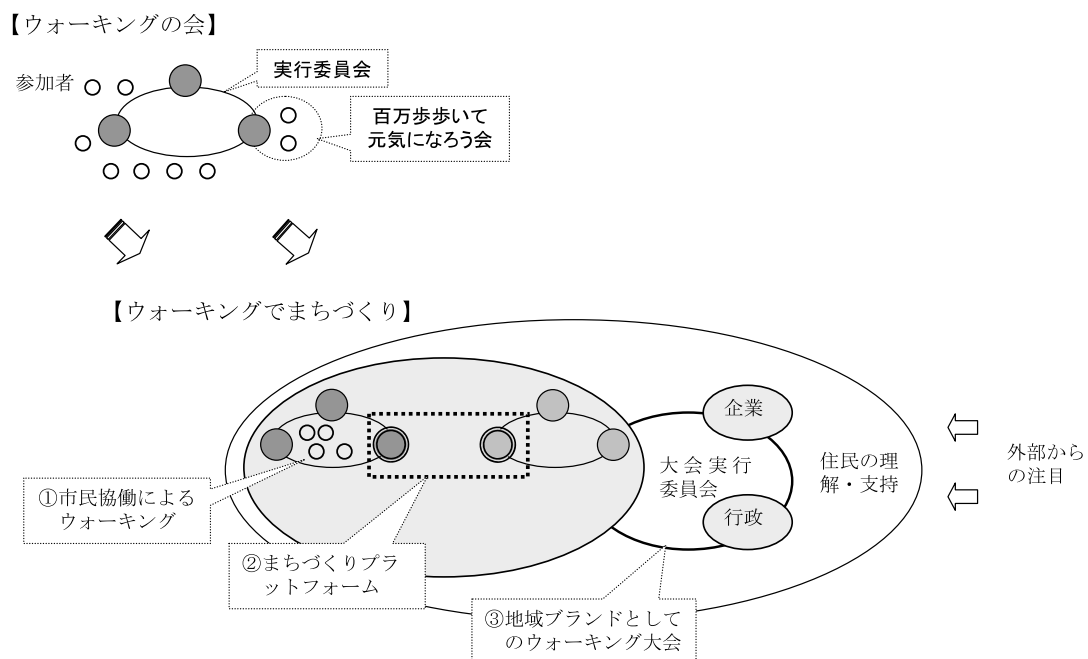 【ウォーキングの会】
参加者
実行委員会
百万歩歩いて
元気になろう会
【ウォーキングでまちづくり】
企業
大会実行
委員会
行政
住民の理
解・支持
外部から
の注目
①市民協働による
ウォーキング
②まちづくりプラ
ットフォーム
③地域ブランドとして
のウォーキング大会